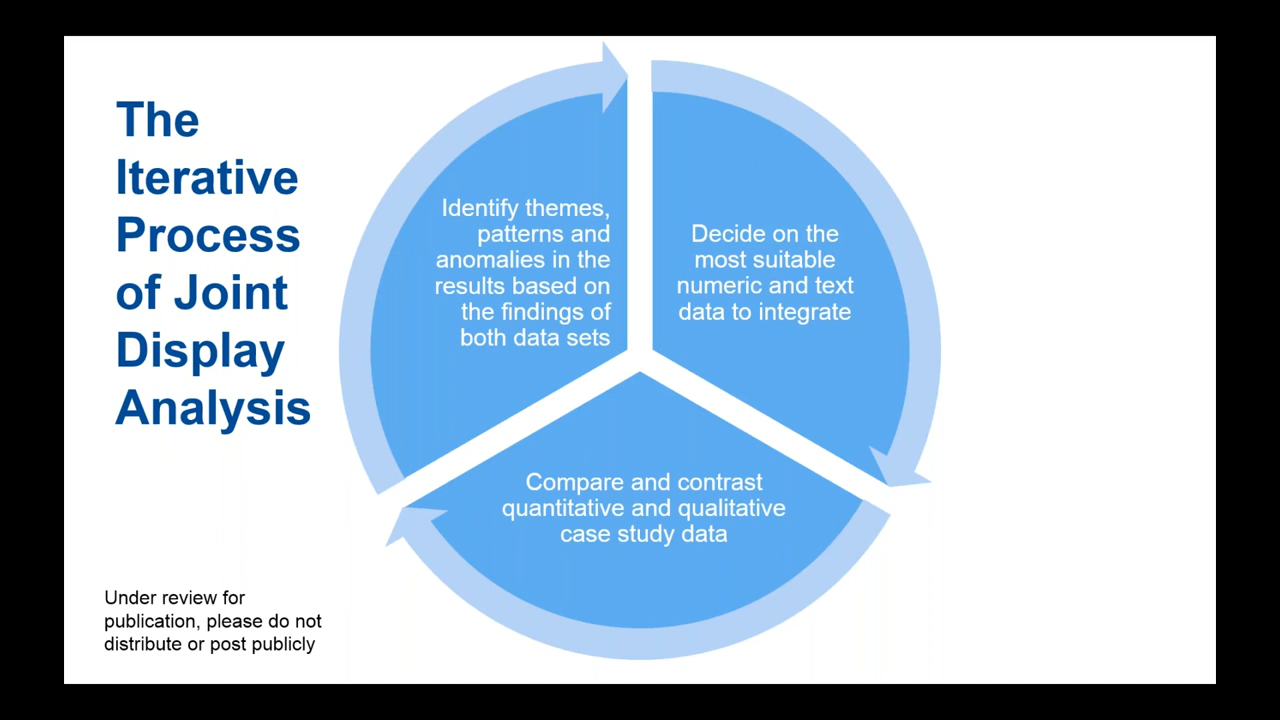 The
Iterative
Process
of Joint
Display
Analysis
Identify themes,
patterns and
anomalies in the
results based on
the findings of
both data sets
Decide on the
most suitable
numeric and text
data to integrate
Compare and contrast
quantitative and qualitative
case study data
Under review for
publication, please do not
distribute or post publicly